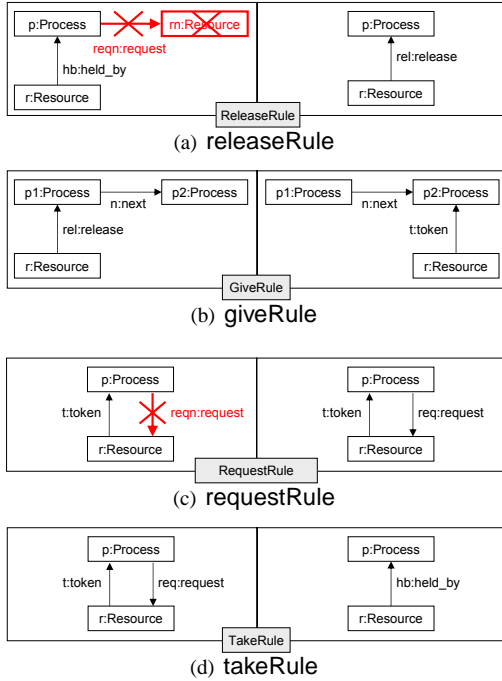 p:Process
rn:Resource
p:Process
reqn:request
hb:held_by
rel:release
r:Resource
r:Resource
ReleaseRule
(a) releaseRule
p1:Process
p2:Process
p1:Process
p2:Process
n:next
n:next
rel:release
t:token
r:Resource
r:Resource
GiveRule
(b) giveRule
p:Process
p:Process
t:token
reqn:request
t:token
req:request
r:Resource
r:Resource
RequestRule
(c) requestRule
p:Process
p:Process
t:token
req:request
hb:held_by
r:Resource
r:Resource
TakeRule
(d) takeRule